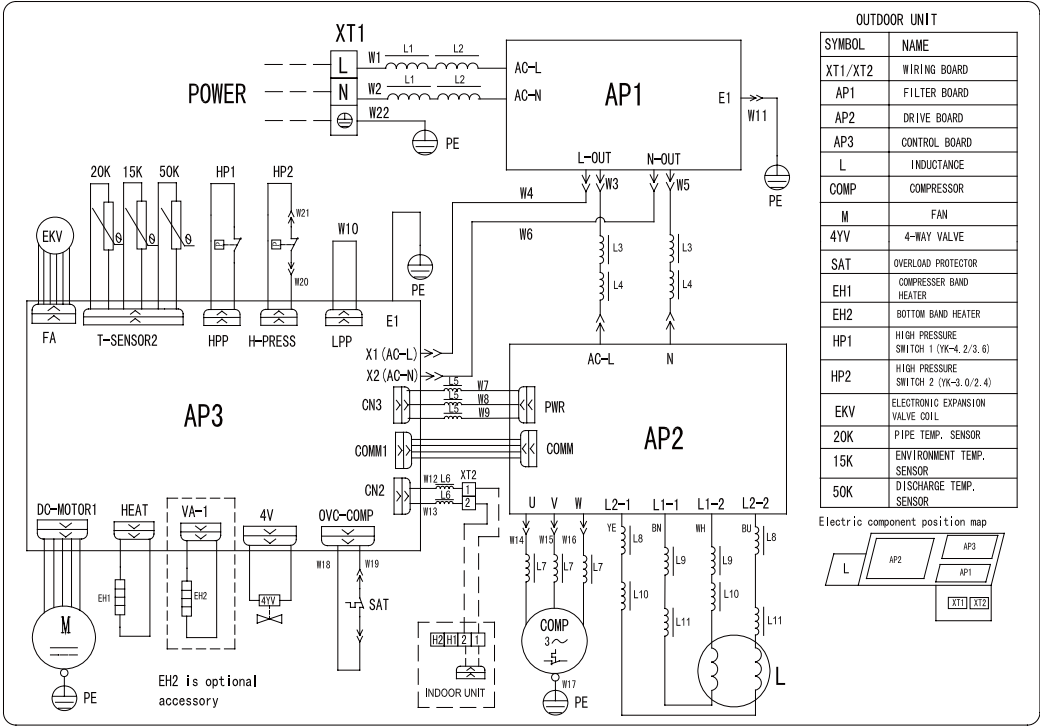 OUTDOOR UNIT
SYMBOL NAME
XT1/XT2 WIRING BOARD
AP1 FILTER BOARD
AP2 DRIVE BOARD
AP3 CONTROL BOARD
L INDUCTANCE
COMP COMPRESSOR
M FAN
4YV 4-WAY VALVE
SAT OVERLOAD PROTECTOR
EH1 COMPRESSER BAND
HEATER
EH2 BOTTOM BAND HEATER
HP1 HIGH PRESSURE
SWITCH 1 (YK-4.2/3.6)
HP2 HIGH PRESSURE
SWITCH 2 (YK-3.0/2.4)
EKV ELECTRONIC EXPANSION
VALVE COIL
20K PIPE TEMP. SENSOR
15K ENVIRONMENT TEMP.
SENSOR
50K DISCHARGE TEMP.
SENSOR
Electric component position map
L AP2 AP3
AP1
XT1 XT2
XT1
POWER
L W1 L1 L2 AC-L
N W2 L1 L2 AC-N
W22
PE
AP1
E1
W11
PE
L-OUT N-OUT
W4 W3 W5
W6
L3 L3
L4 L4
AC-L N
20K 15K 50K HP1 HP2
W21
EKV θ θ θ P P W10
W20
PE
FA T-SENSOR2 HPP H-PRESS LPP E1
X1(AC-L)
X2(AC-N)
AP3
CN3 L5 W7
L5 W8
L5 W9
PWR
COMM1 COMM
AP2
CN2 W12 L6 XT2
1
W13 L6 2
DC-MOTOR1 HEAT VA-1 4V OVC-COMP
W18 W19
EH1 EH2 4YV SAT
M
PE
EH2 is optional
accessory
H2 H1 2 1
INDOOR UNIT
U V W L2-1 L1-1 L1-2 L2-2
YE BN WH BU
W14 W15 W16
L7 L7 L7
L8 L9 L9 L8
L10 L11 L10 L11
COMP
3~
W17
PE
L